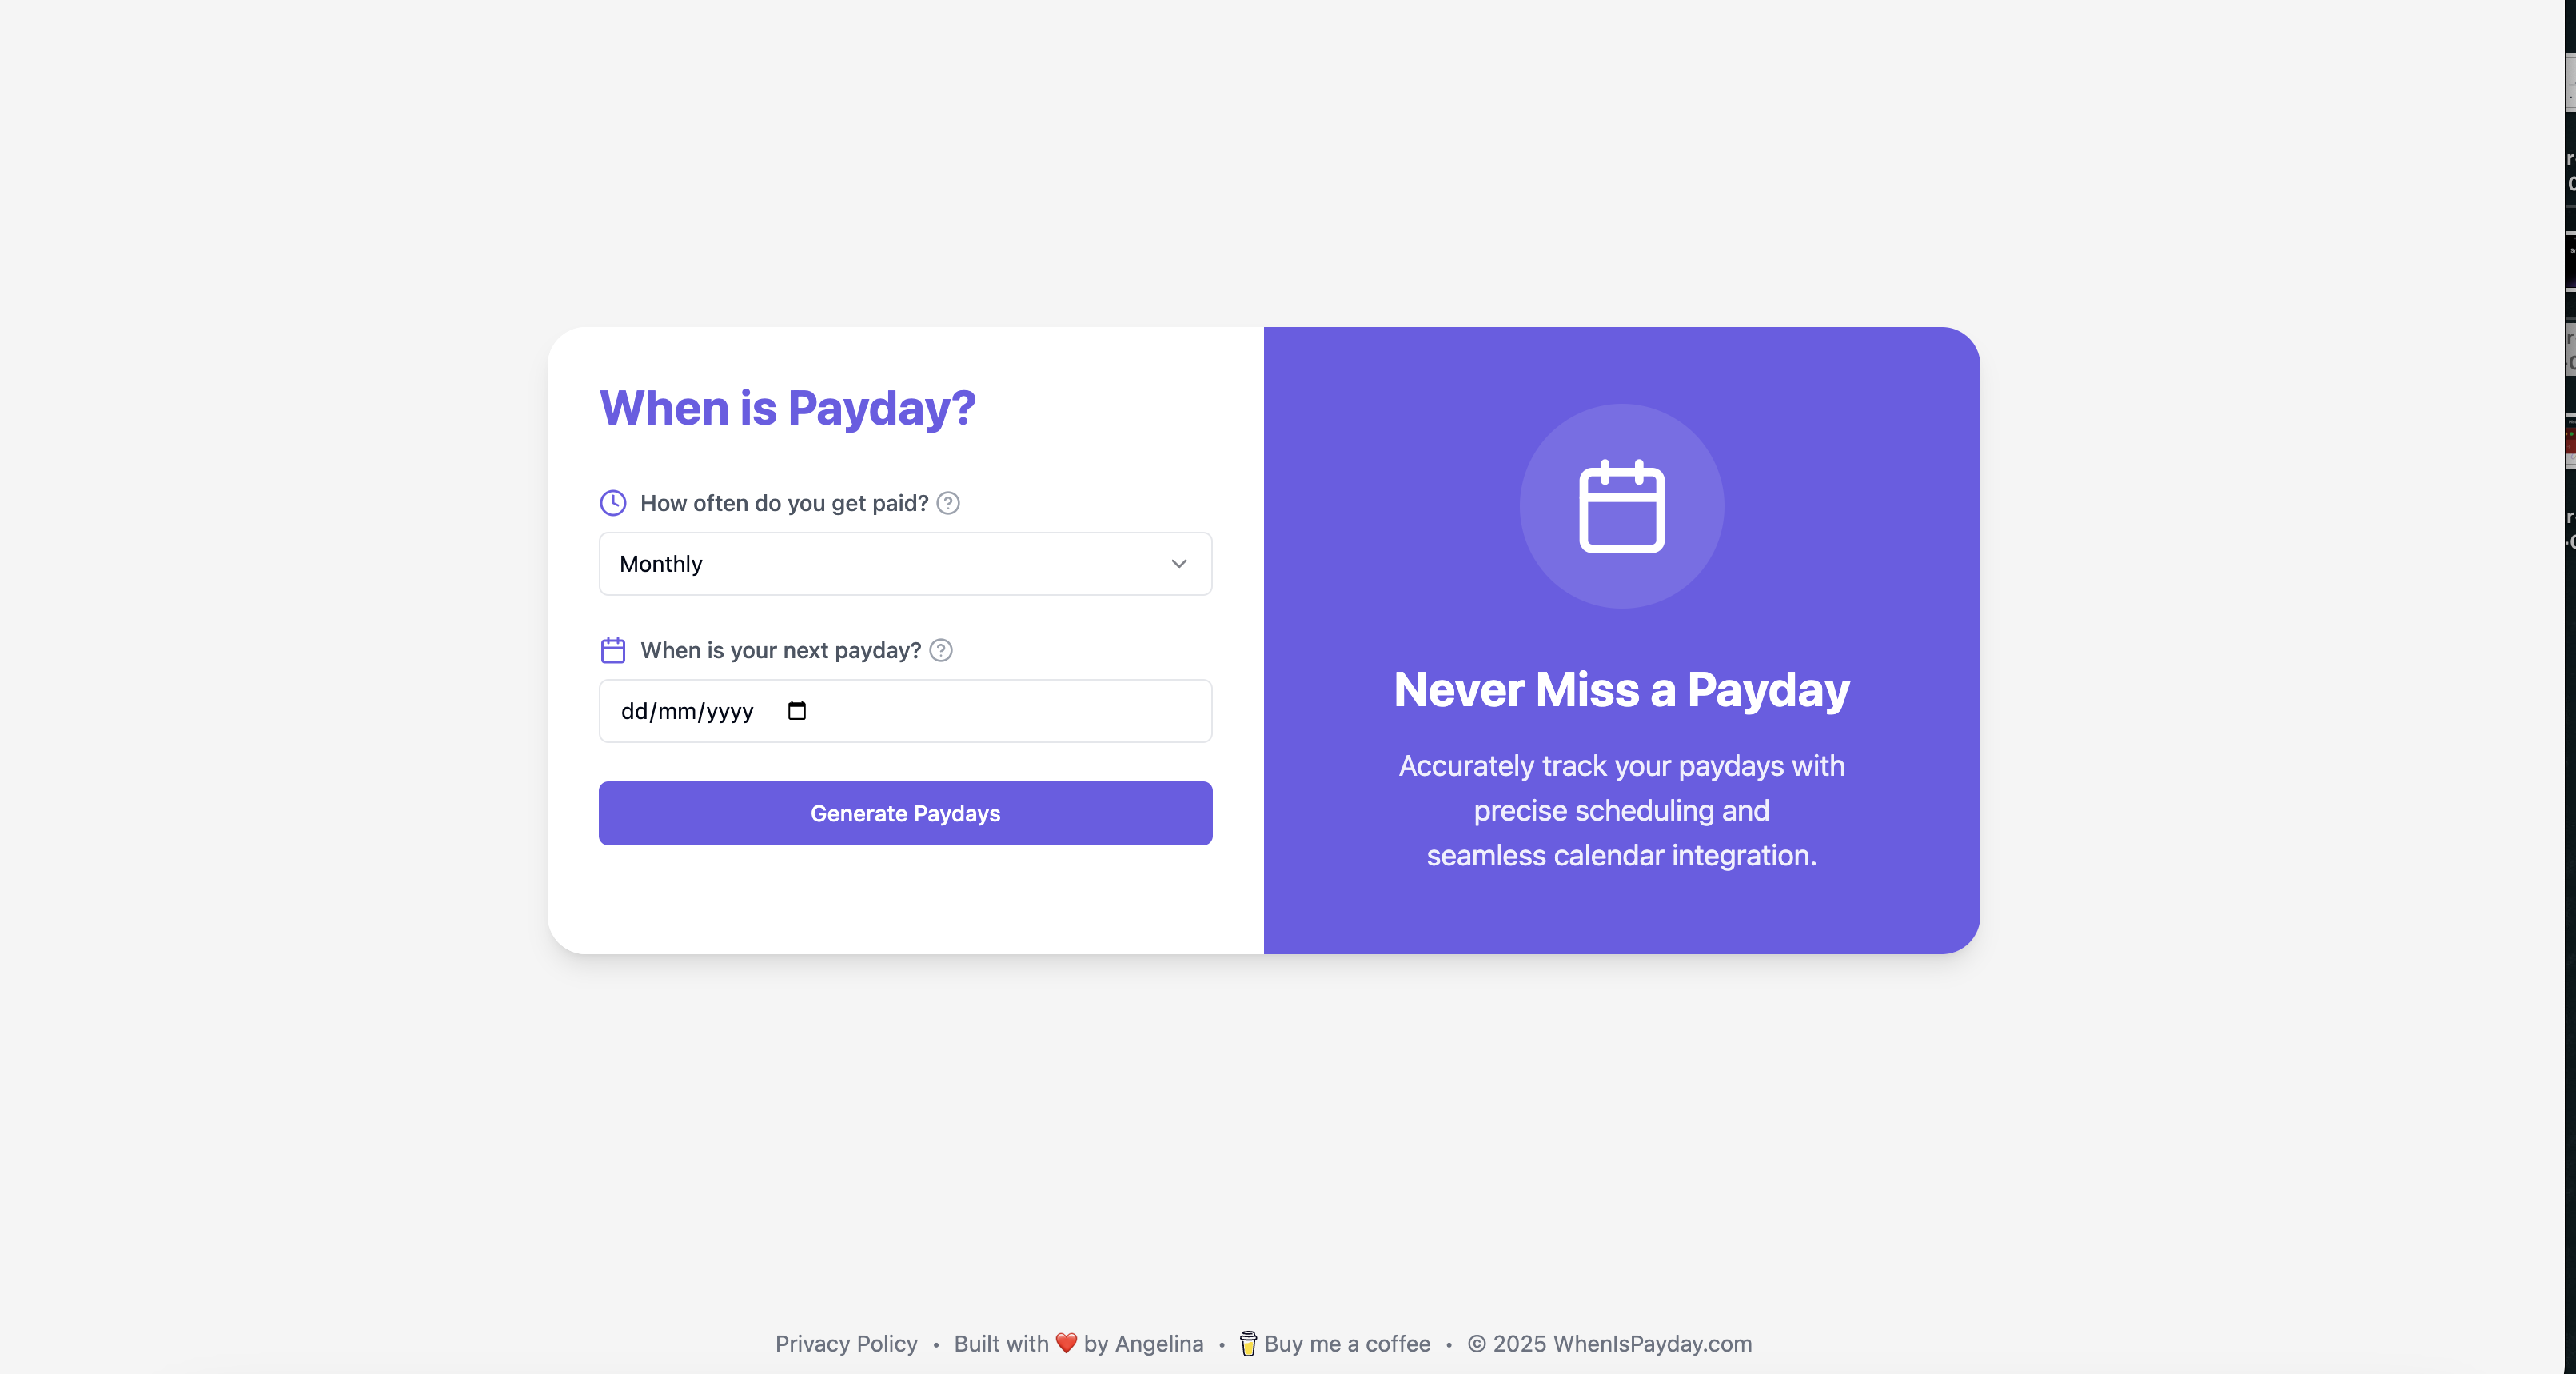 When is Payday?
How often do you get paid?
Monthly
When is your next payday?
dd/mm/yyyy
Generate Paydays
Never Miss a Payday
Accurately track your paydays with
precise scheduling and
seamless calendar integration.
Privacy Policy • Built with ❤️ by Angelina • Buy me a coffee • © 2025 WhenIsPayday.com